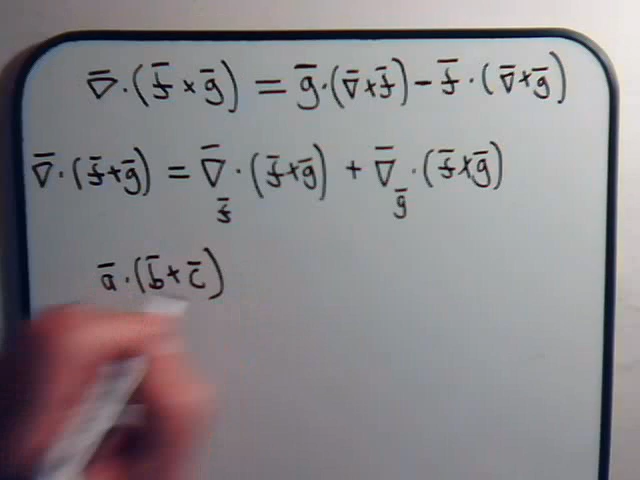 ∇̄·(f̄×ḡ) = ḡ·(∇̄×f̄) − f̄·(∇̄×ḡ)
∇̄·(f̄×ḡ) = ∇̄_f̄·(f̄×ḡ) + ∇̄_ḡ·(f̄×ḡ)
ā·(b̄×c̄)